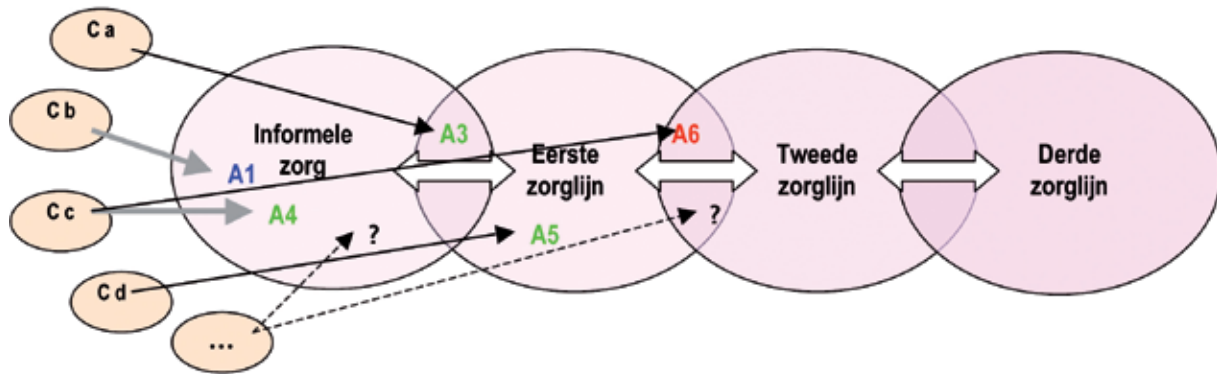 C a
C b
Informele
zorg
A3
A6
Eerste
zorglijn
Tweede
zorglijn
Derde
zorglijn
A1
C c
A4
?
A5
?
C d
...